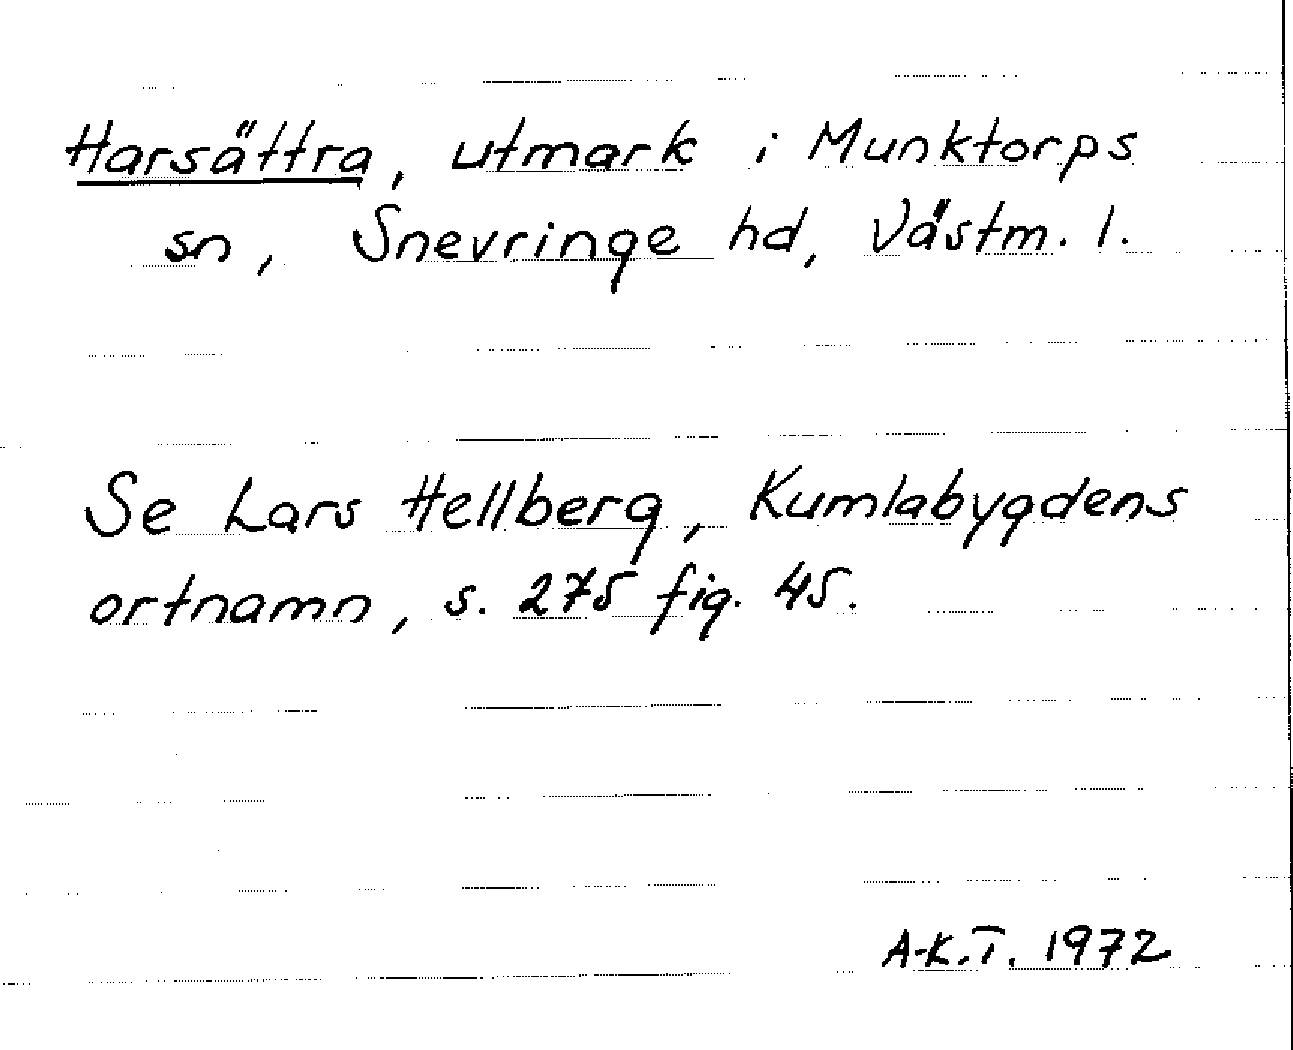 Harsättra, utmark i Munktorps
sn, Snevringe hd, Västm. l.
Se Lars Hellberg, Kumlabygdens
ortnamn, s. 275 fig. 45.
A-K.T. 1972